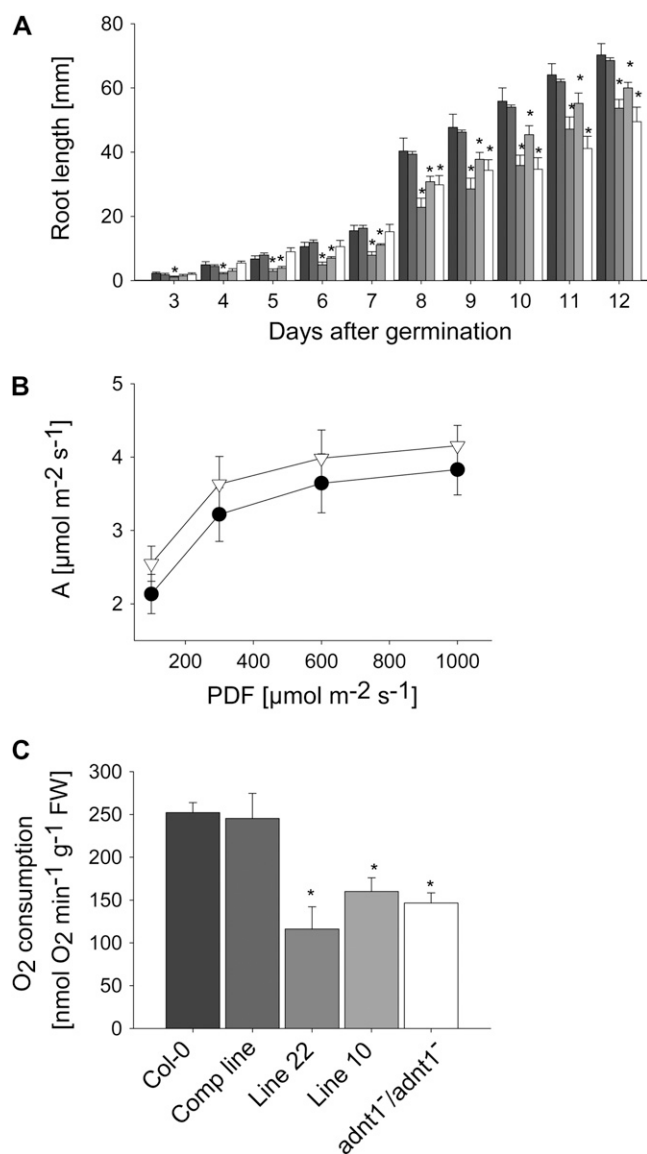 A
Root length [mm]
80
60
40
20
0
* * * * * * * * * * * * * * * * * * * * * * * *
3 4 5 6 7 8 9 10 11 12
Days after germination
B
A [µmol m-2 s-1]
5
4
3
2
200 400 600 800 1000
PDF [µmol m-2 s-1]
C
O2 consumption
[nmol O2 min-1 g-1 FW]
300
250
200
150
100
50
0
* * *
Col-0
Comp line
Line 22
Line 10
adnt1-/adnt1-